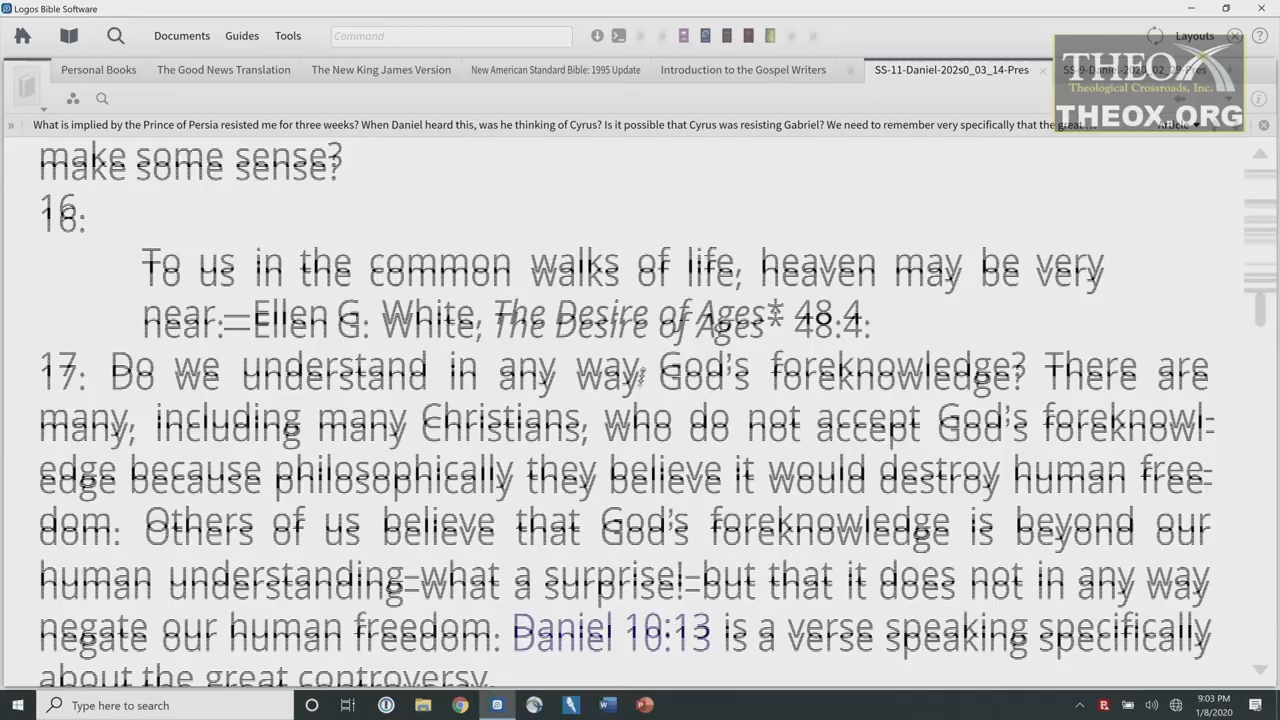 Logos Bible Software
Documents Guides Tools Command Layouts
THEOX
Theological Crossroads, Inc.
THEOX.ORG
Personal Books The Good News Translation The New KSB, James New American Standard Bible: 1995 Update Introduction to the Gospel Writers SS-11-Daniel-202s0_03_14-Pres SS-9-Daniel-2020_02_29-Pres
» What is implied by the Prince of Persia resisted me for three weeks? When Daniel heard this, was he thinking of Cyrus? Is it possible that Cyrus was resisting Gabriel? We need to remember very specifically that the great ... Article
make some sense?
16.
To us in the common walks of life, heaven may be very
near.—Ellen G. White, The Desire of Ages* 48.4.
17. Do we understand in any way, God's foreknowledge? There are
many, including many Christians, who do not accept God's foreknowl-
edge because philosophically they believe it would destroy human free-
dom. Others of us believe that God's foreknowledge is beyond our
human understanding–what a surprise!–but that it does not in any way
negate our human freedom. Daniel 10:13 is a verse speaking specifically
about the great controversy.
Type here to search
9:03 PM
1/8/2020